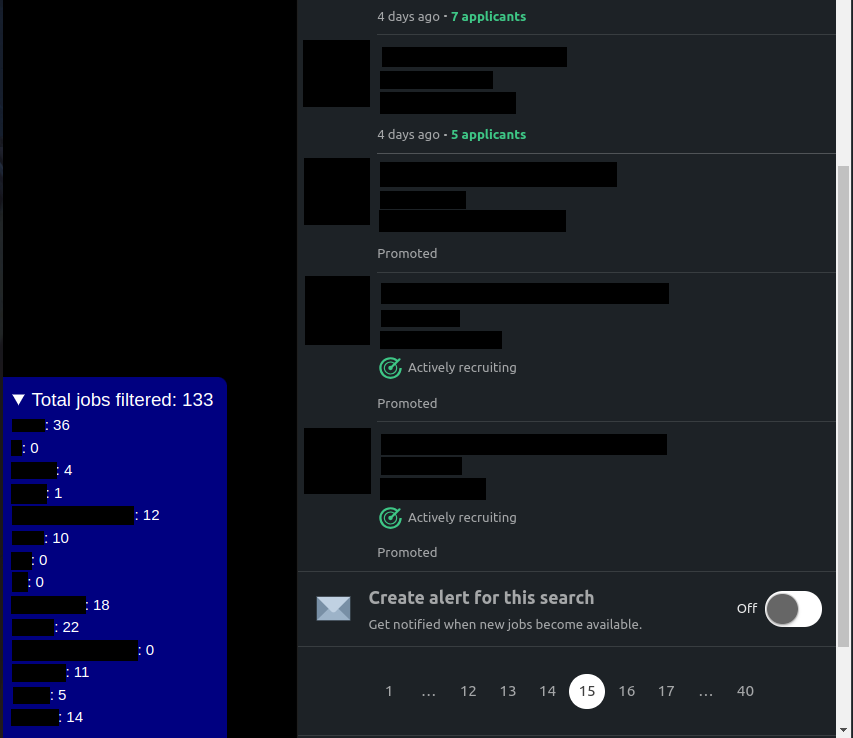 4 days ago · 7 applicants
4 days ago · 5 applicants
Promoted
Actively recruiting
Promoted
Actively recruiting
Promoted
▼ Total jobs filtered: 133
: 36
: 0
: 4
: 1
: 12
: 10
: 0
: 0
: 18
: 22
: 0
: 11
: 5
: 14
Create alert for this search
Get notified when new jobs become available.
Off
1 … 12 13 14 15 16 17 … 40